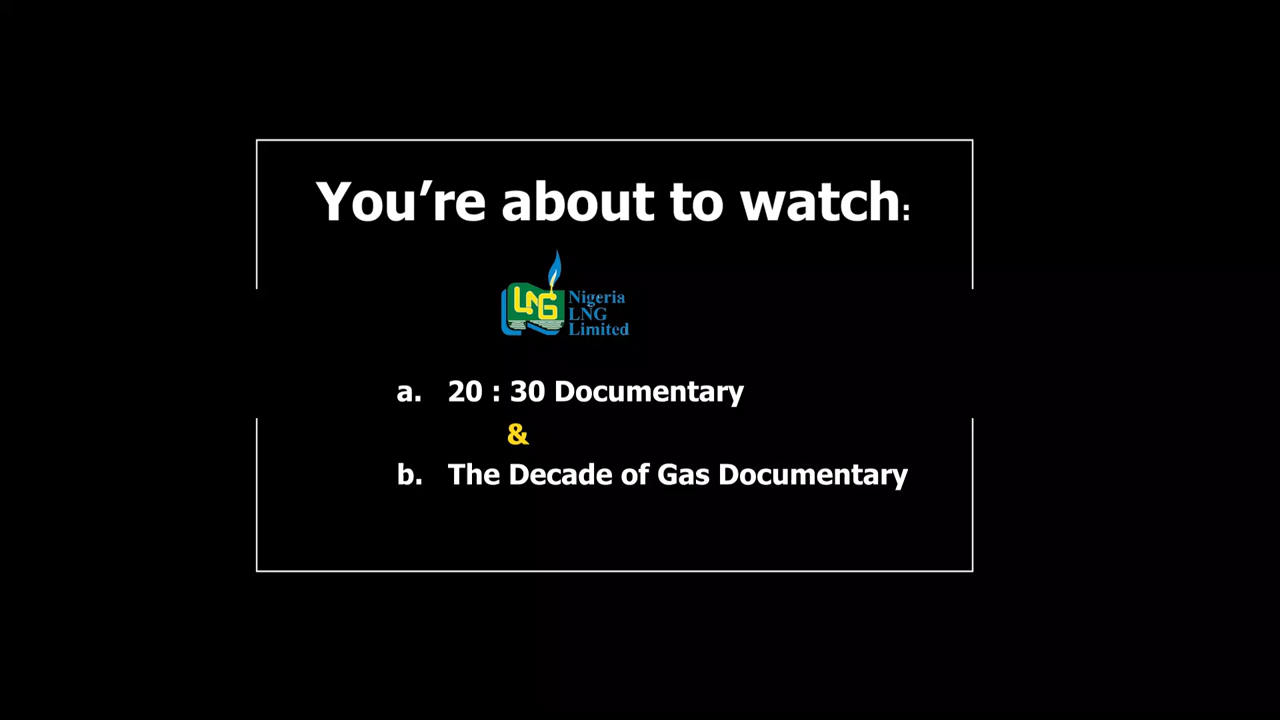 You’re about to watch:
LNG
Nigeria
LNG
Limited
a. 20 : 30 Documentary
&
b. The Decade of Gas Documentary